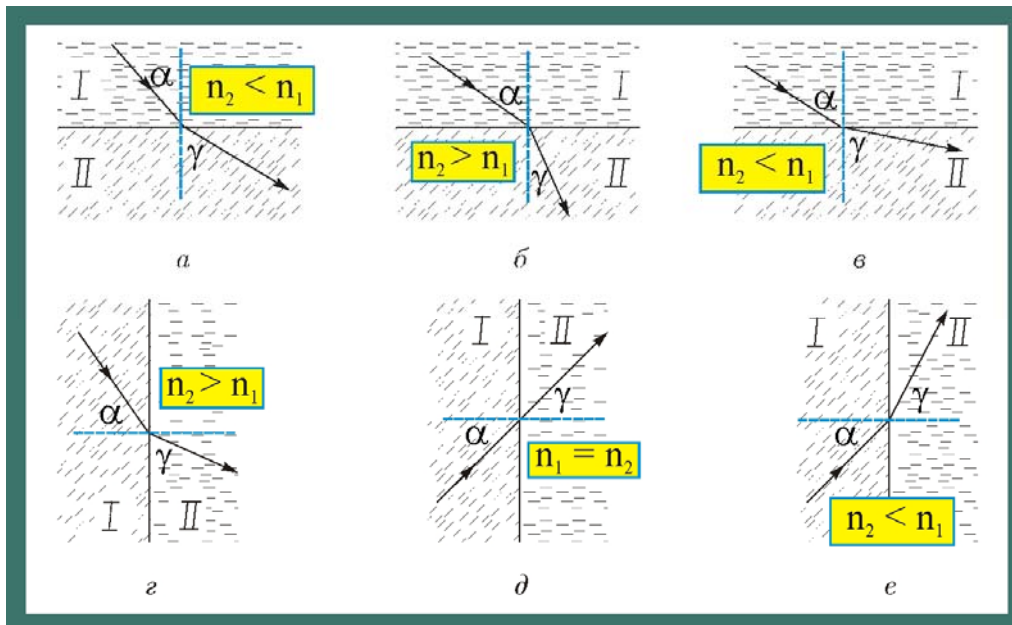 I α n₂ < n₁
II γ
а
α I
n₂ > n₁ γ II
б
α I
n₂ < n₁ γ II
в
n₂ > n₁
α
γ
I II
г
I II
γ
α
n₁ = n₂
д
I II
γ
α
n₂ < n₁
е